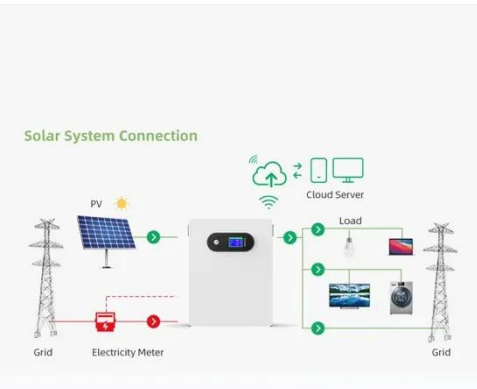 Solar System Connection
Cloud Server
PV
Load
Grid
Electricity Meter
Grid